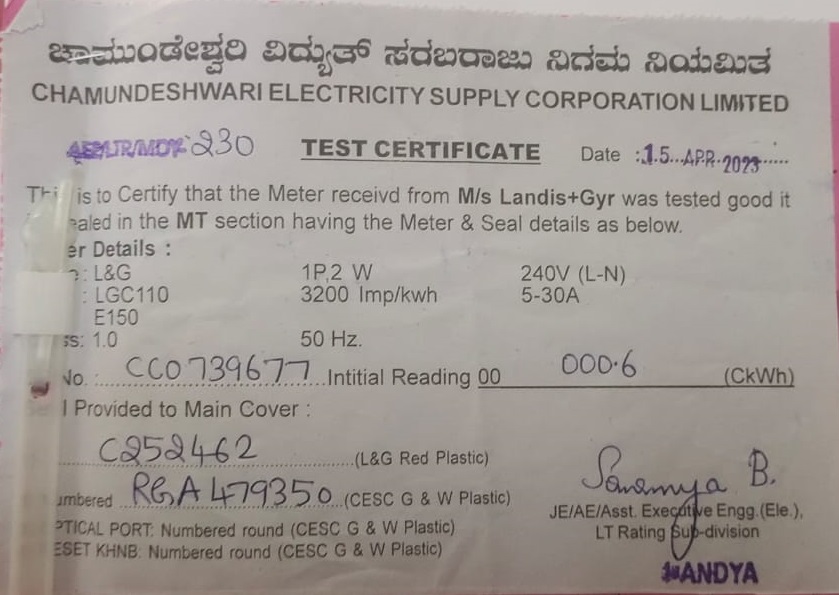 ಚಾಮುಂಡೇಶ್ವರಿ ವಿದ್ಯುತ್ ಸರಬರಾಜು ನಿಗಮ ನಿಯಮಿತ
CHAMUNDESHWARI ELECTRICITY SUPPLY CORPORATION LIMITED
230 TEST CERTIFICATE Date :15 APR 2023
is to Certify that the Meter receivd from M/s Landis+Gyr was tested good it
ealed in the MT section having the Meter & Seal details as below.
er Details :
: L&G 1P,2 W 240V (L-N)
: LGC110 3200 Imp/kwh 5-30A
E150
ss: 1.0 50 Hz.
No. : CC0739677 Intitial Reading 00 000.6 (CkWh)
l Provided to Main Cover :
C252462 (L&G Red Plastic)
umbered RGA479350 (CESC G & W Plastic)
PTICAL PORT: Numbered round (CESC G & W Plastic)
ESET KHNB: Numbered round (CESC G & W Plastic)
B.
JE/AE/Asst. Executive Engg.(Ele.),
LT Rating Sub-division
MANDYA